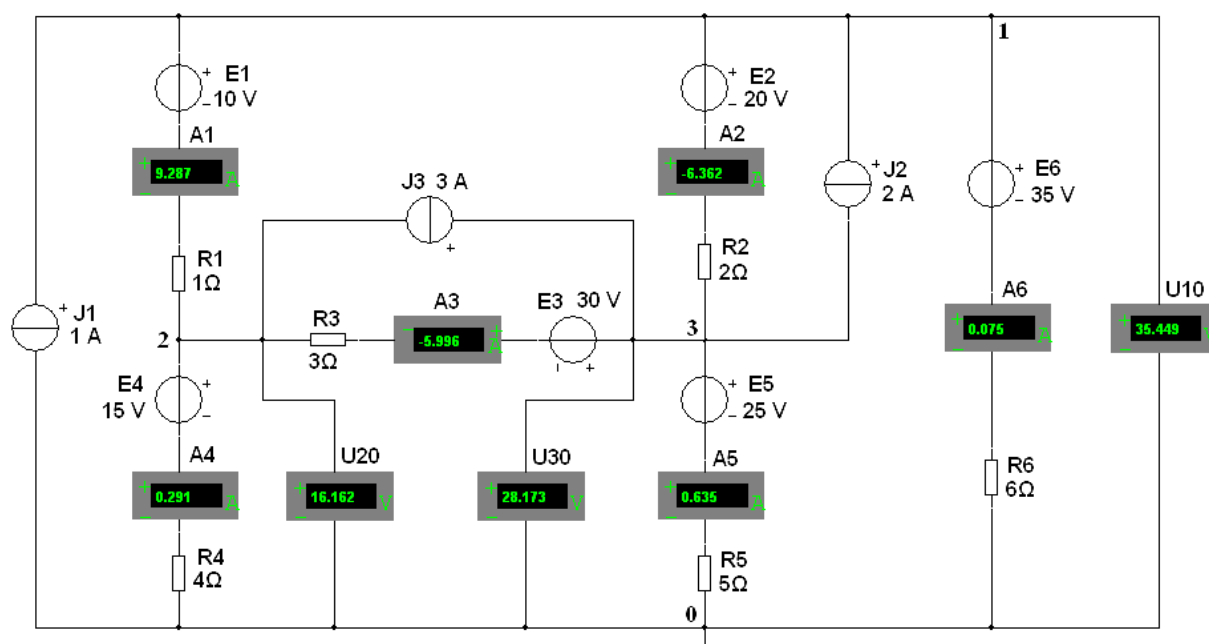 1
+ E1
− 10 V
A1
+ 9.287 A
−
+ E2
− 20 V
A2
+ -6.362 A
−
+ J2
2 A
+ E6
− 35 V
J3 3 A
+
R1
1Ω
R2
2Ω
A6
+ 0.075 A
−
U10
+ 35.449 V
−
+ J1
1 A
2
R3
3Ω
A3
− -5.996 + A
E3 30 V
− +
3
E4 +
15 V −
+ E5
− 25 V
A4
+ 0.291 A
−
U20
+ 16.162 V
−
U30
+ 28.173 V
−
A5
+ 0.635 A
−
R6
6Ω
R4
4Ω
R5
5Ω
0